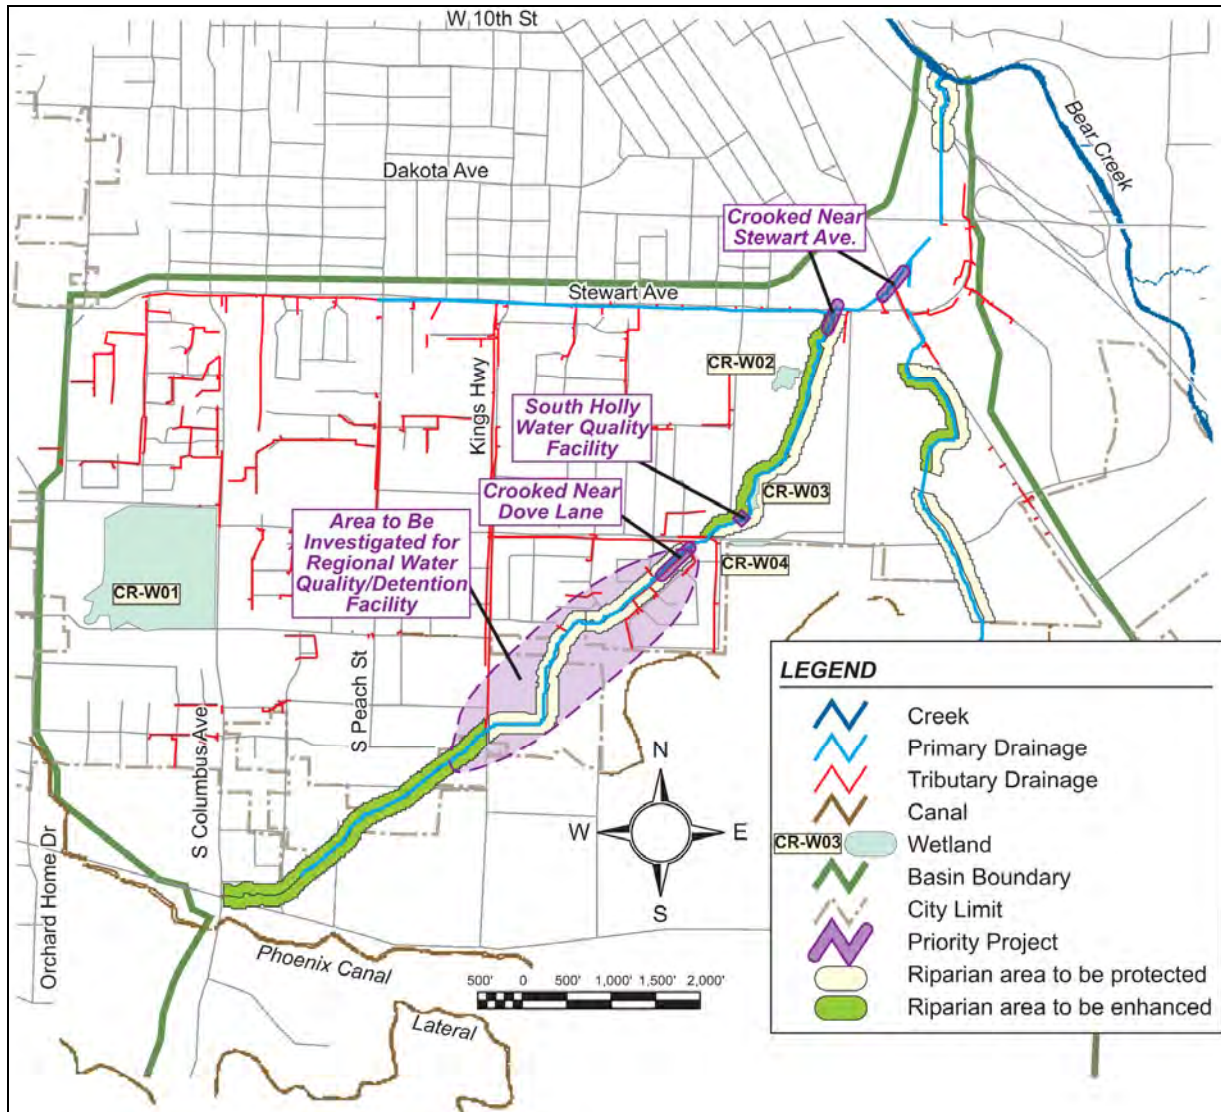 W 10th St
Bear Creek
Dakota Ave
Crooked Near
Stewart Ave.
Stewart Ave
CR-W02
Kings Hwy
South Holly
Water Quality
Facility
CR-W03
Crooked Near
Dove Lane
Area to Be
Investigated for
Regional Water
Quality/Detention
Facility
CR-W04
CR-W01
S Peach St
S Columbus Ave
Orchard Home Dr
Phoenix Canal
Lateral
N
W
E
S
500' 0 500' 1,000' 1,500' 2,000'
LEGEND
Creek
Primary Drainage
Tributary Drainage
Canal
CR-W03 Wetland
Basin Boundary
City Limit
Priority Project
Riparian area to be protected
Riparian area to be enhanced